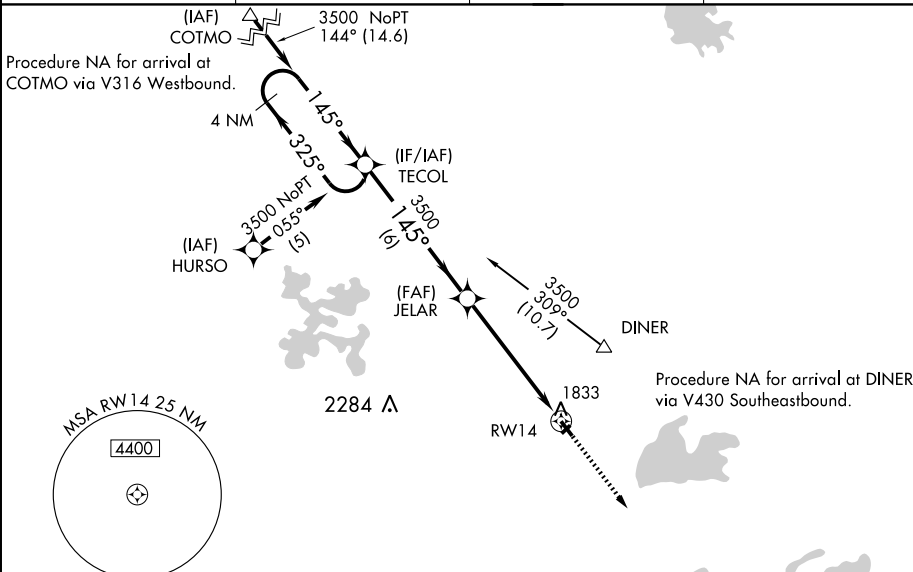 (IAF)
COTMO
3500 NoPT
144° (14.6)
Procedure NA for arrival at
COTMO via V316 Westbound.
4 NM
145°
325°
(IF/IAF)
TECOL
3500 NoPT
055°
(5)
(IAF)
HURSO
3500
145°
(6)
(FAF)
JELAR
3500
309°
(10.7)
DINER
Procedure NA for arrival at DINER
via V430 Southeastbound.
2284
1833
RW14
MSA RW14 25 NM
4400